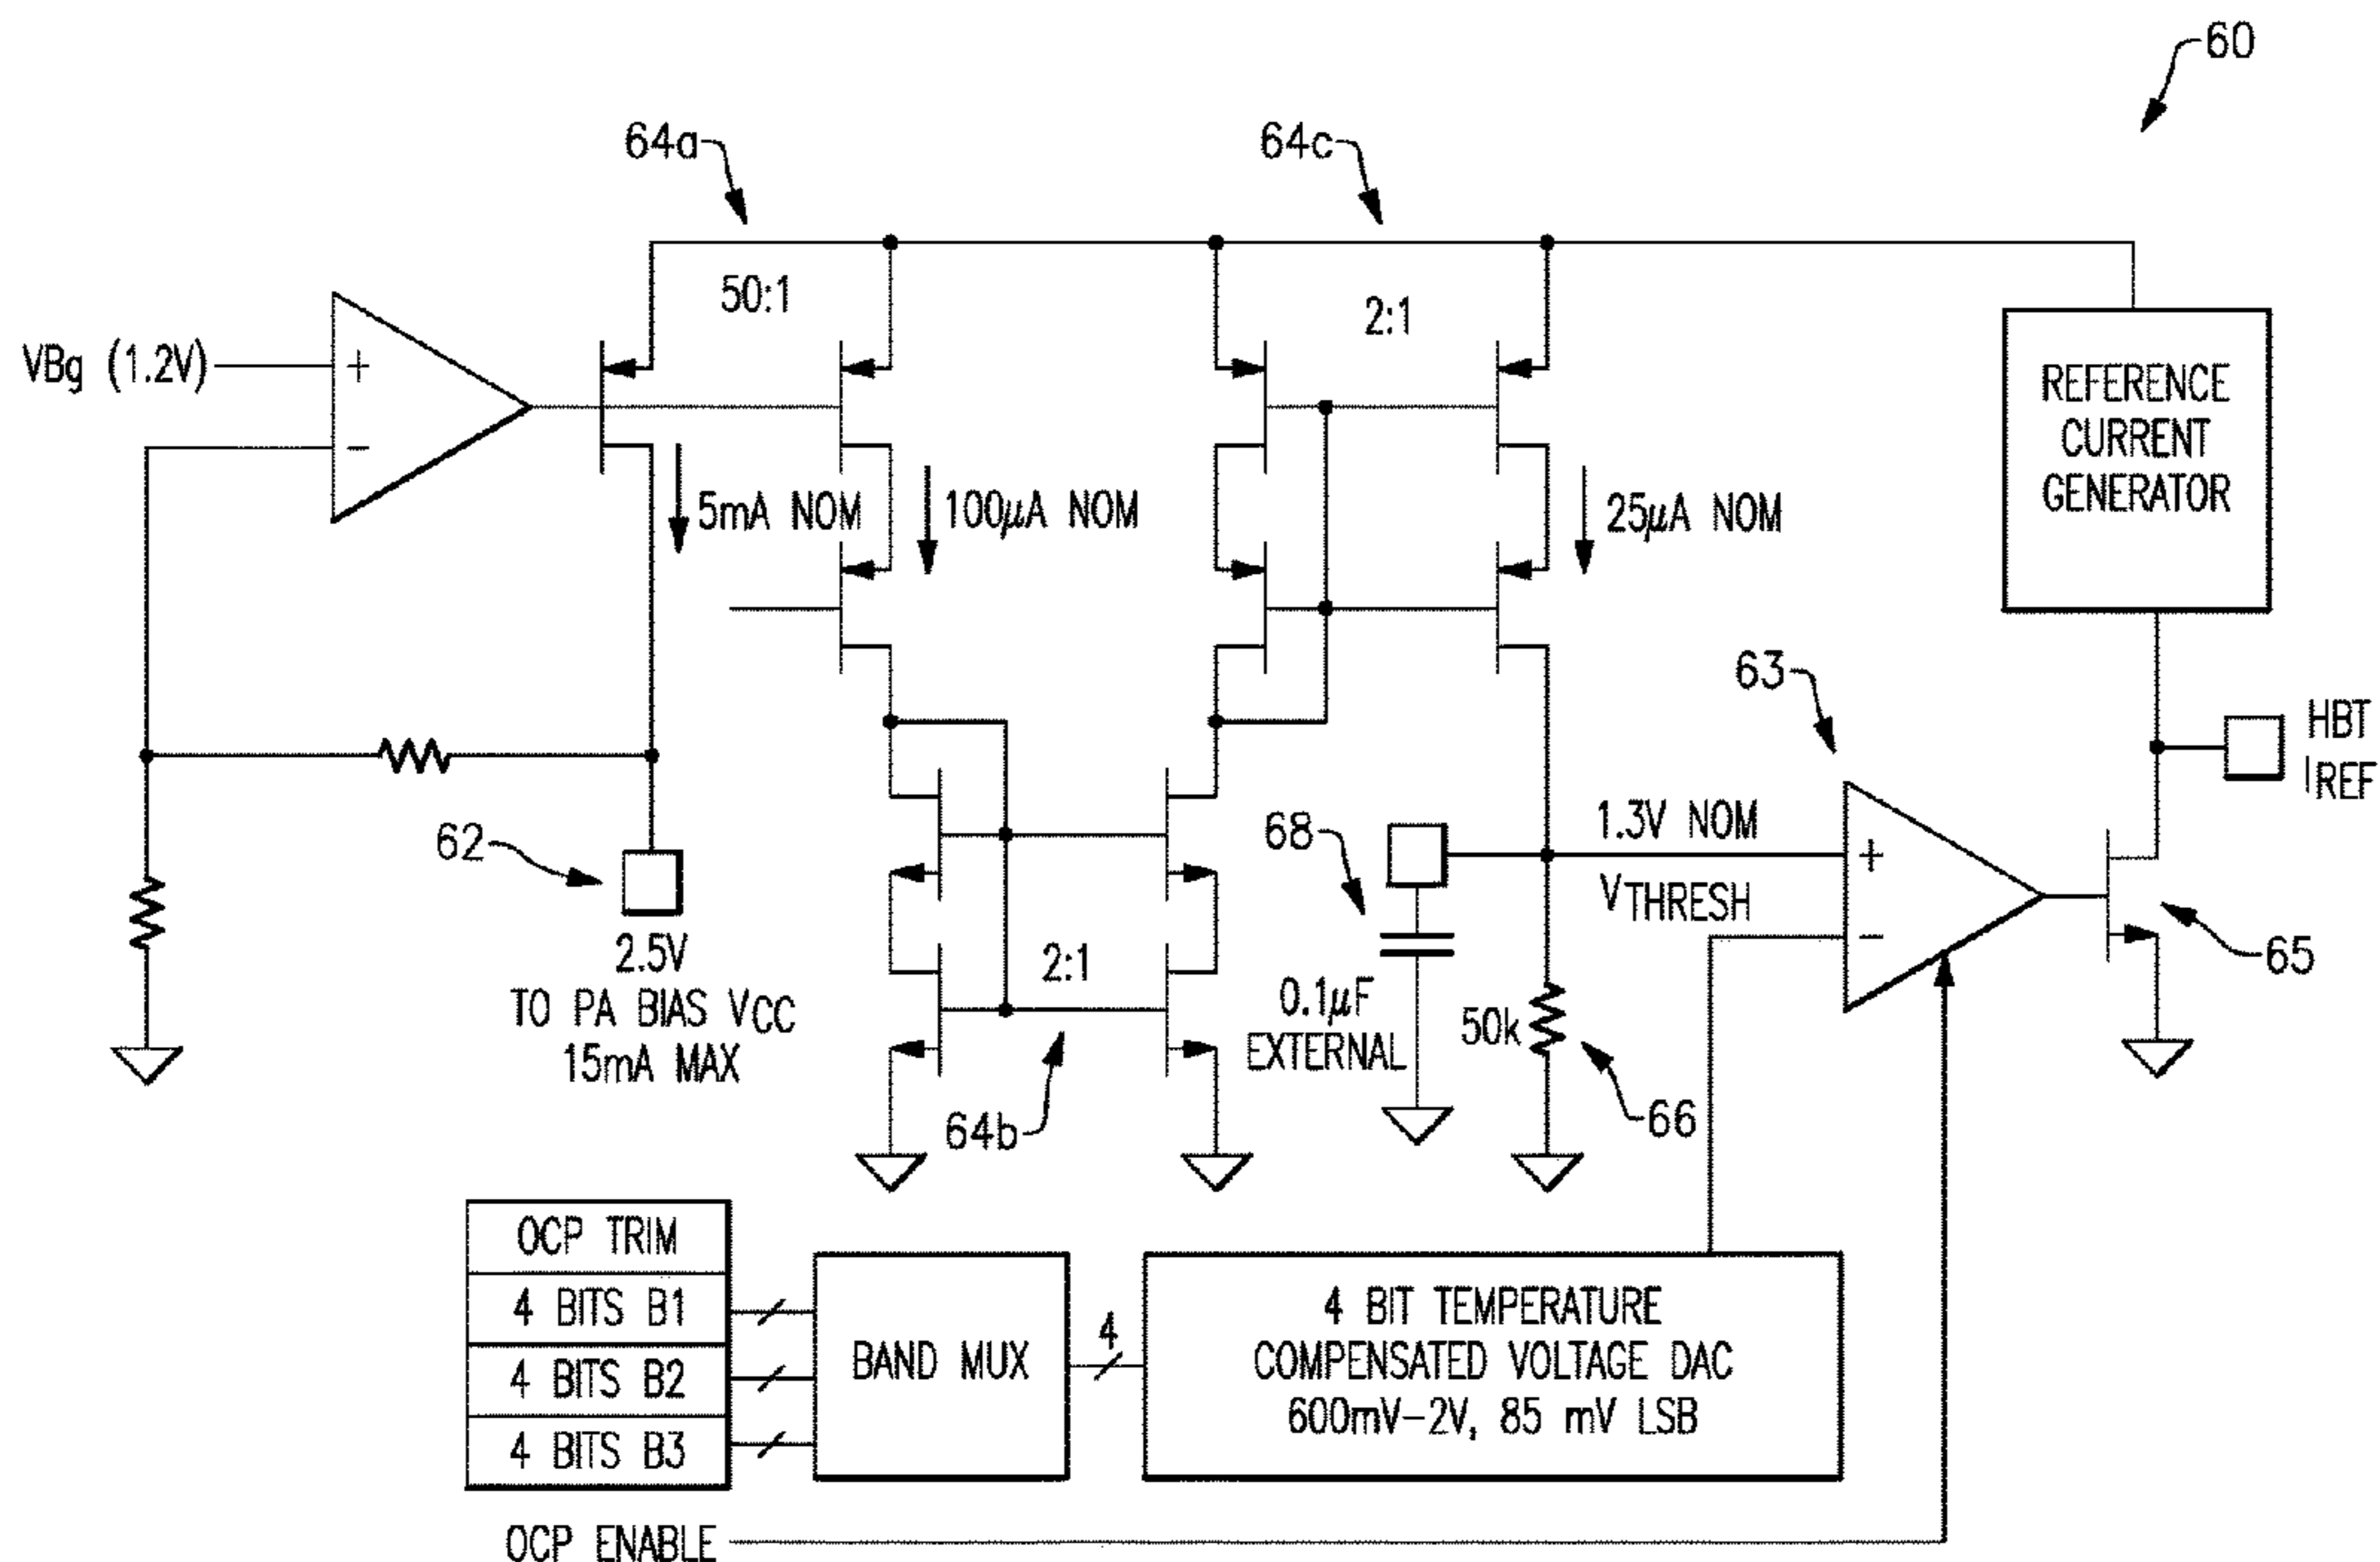 60
64a
64c
50:1
2:1
VBg (1.2V)
+
−
REFERENCE
CURRENT
GENERATOR
5mA NOM
100µA NOM
25µA NOM
63
HBT
IREF
62
68
1.3V NOM
VTHRESH
+
−
65
2.5V
TO PA BIAS VCC
15mA MAX
2:1
0.1µF
EXTERNAL
50k
64b
66
OCP TRIM
4 BITS B1
4 BITS B2
4 BITS B3
BAND MUX
4
4 BIT TEMPERATURE
COMPENSATED VOLTAGE DAC
600mV−2V, 85 mV LSB
OCP ENABLE